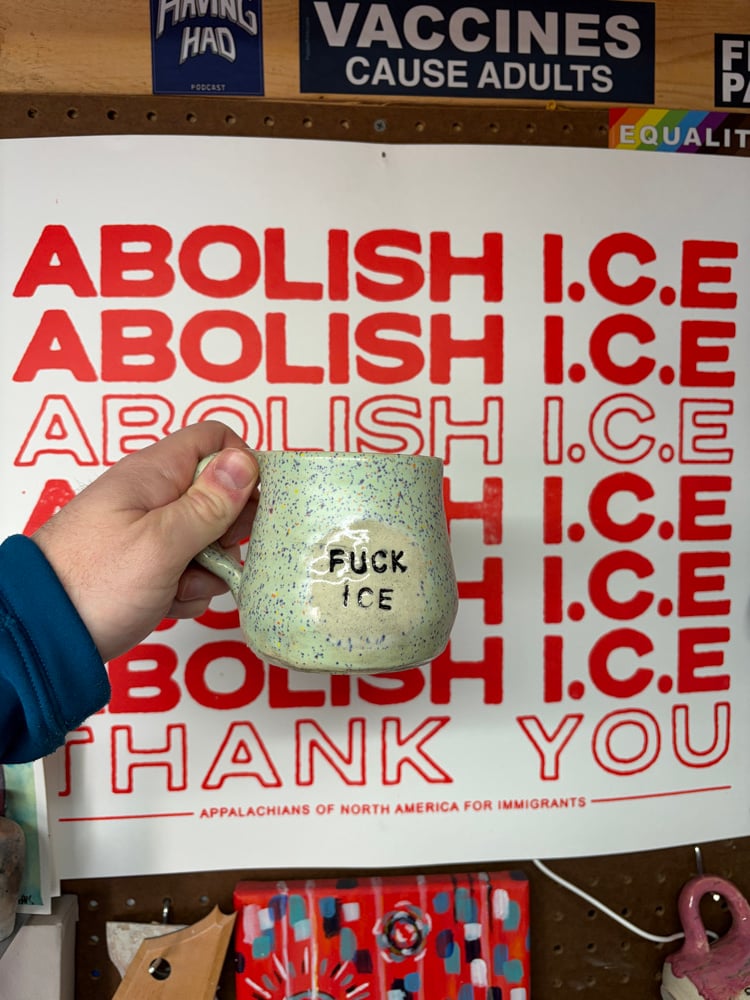 HAVING
HAD
PODCAST
VACCINES
CAUSE ADULTS
EQUALIT
ABOLISH I.C.E
ABOLISH I.C.E
ABOLISH I.C.E
A H I.C.E
H I.C.E
ABOLISH I.C.E
THANK YOU
APPALACHIANS OF NORTH AMERICA FOR IMMIGRANTS
FUCK
ICE